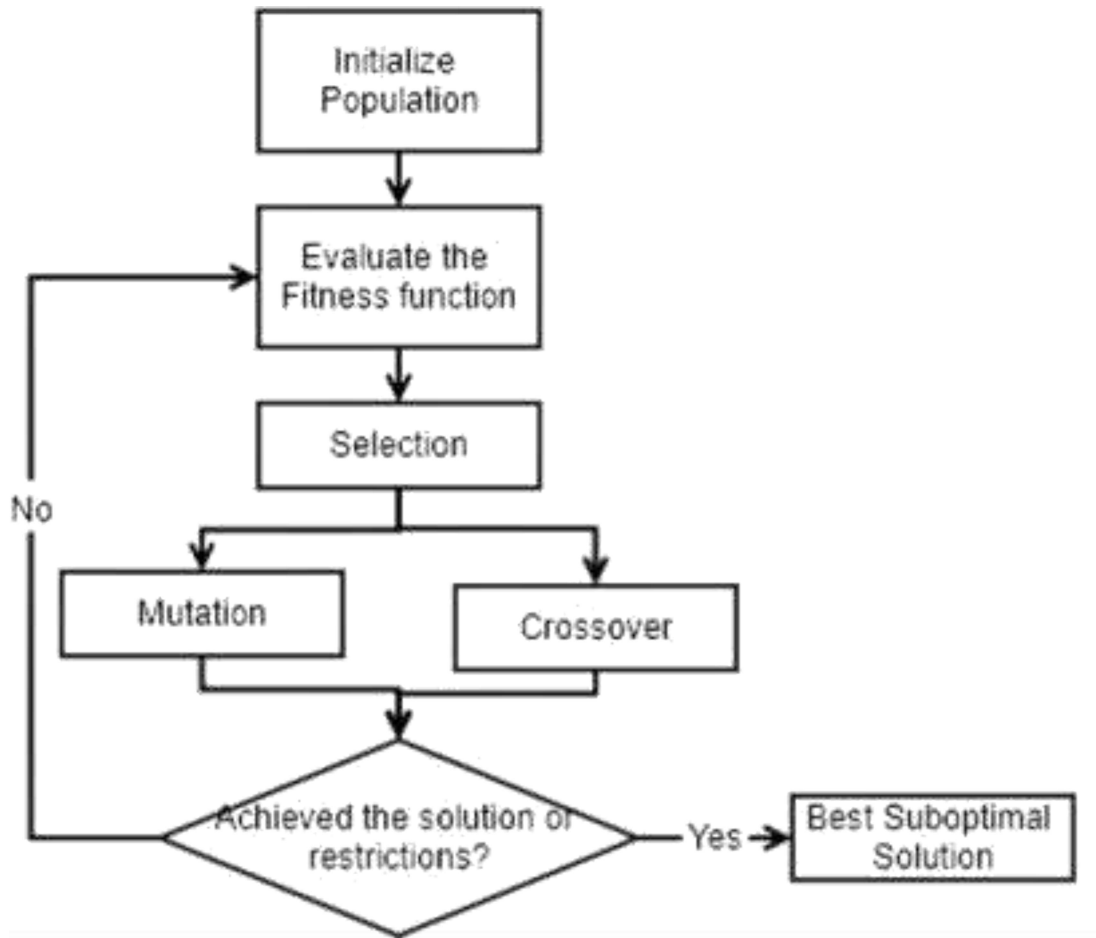 Initialize
Population
Evaluate the
Fitness function
Selection
No
Mutation
Crossover
Achieved the solution or
restrictions?
Yes
Best Suboptimal
Solution